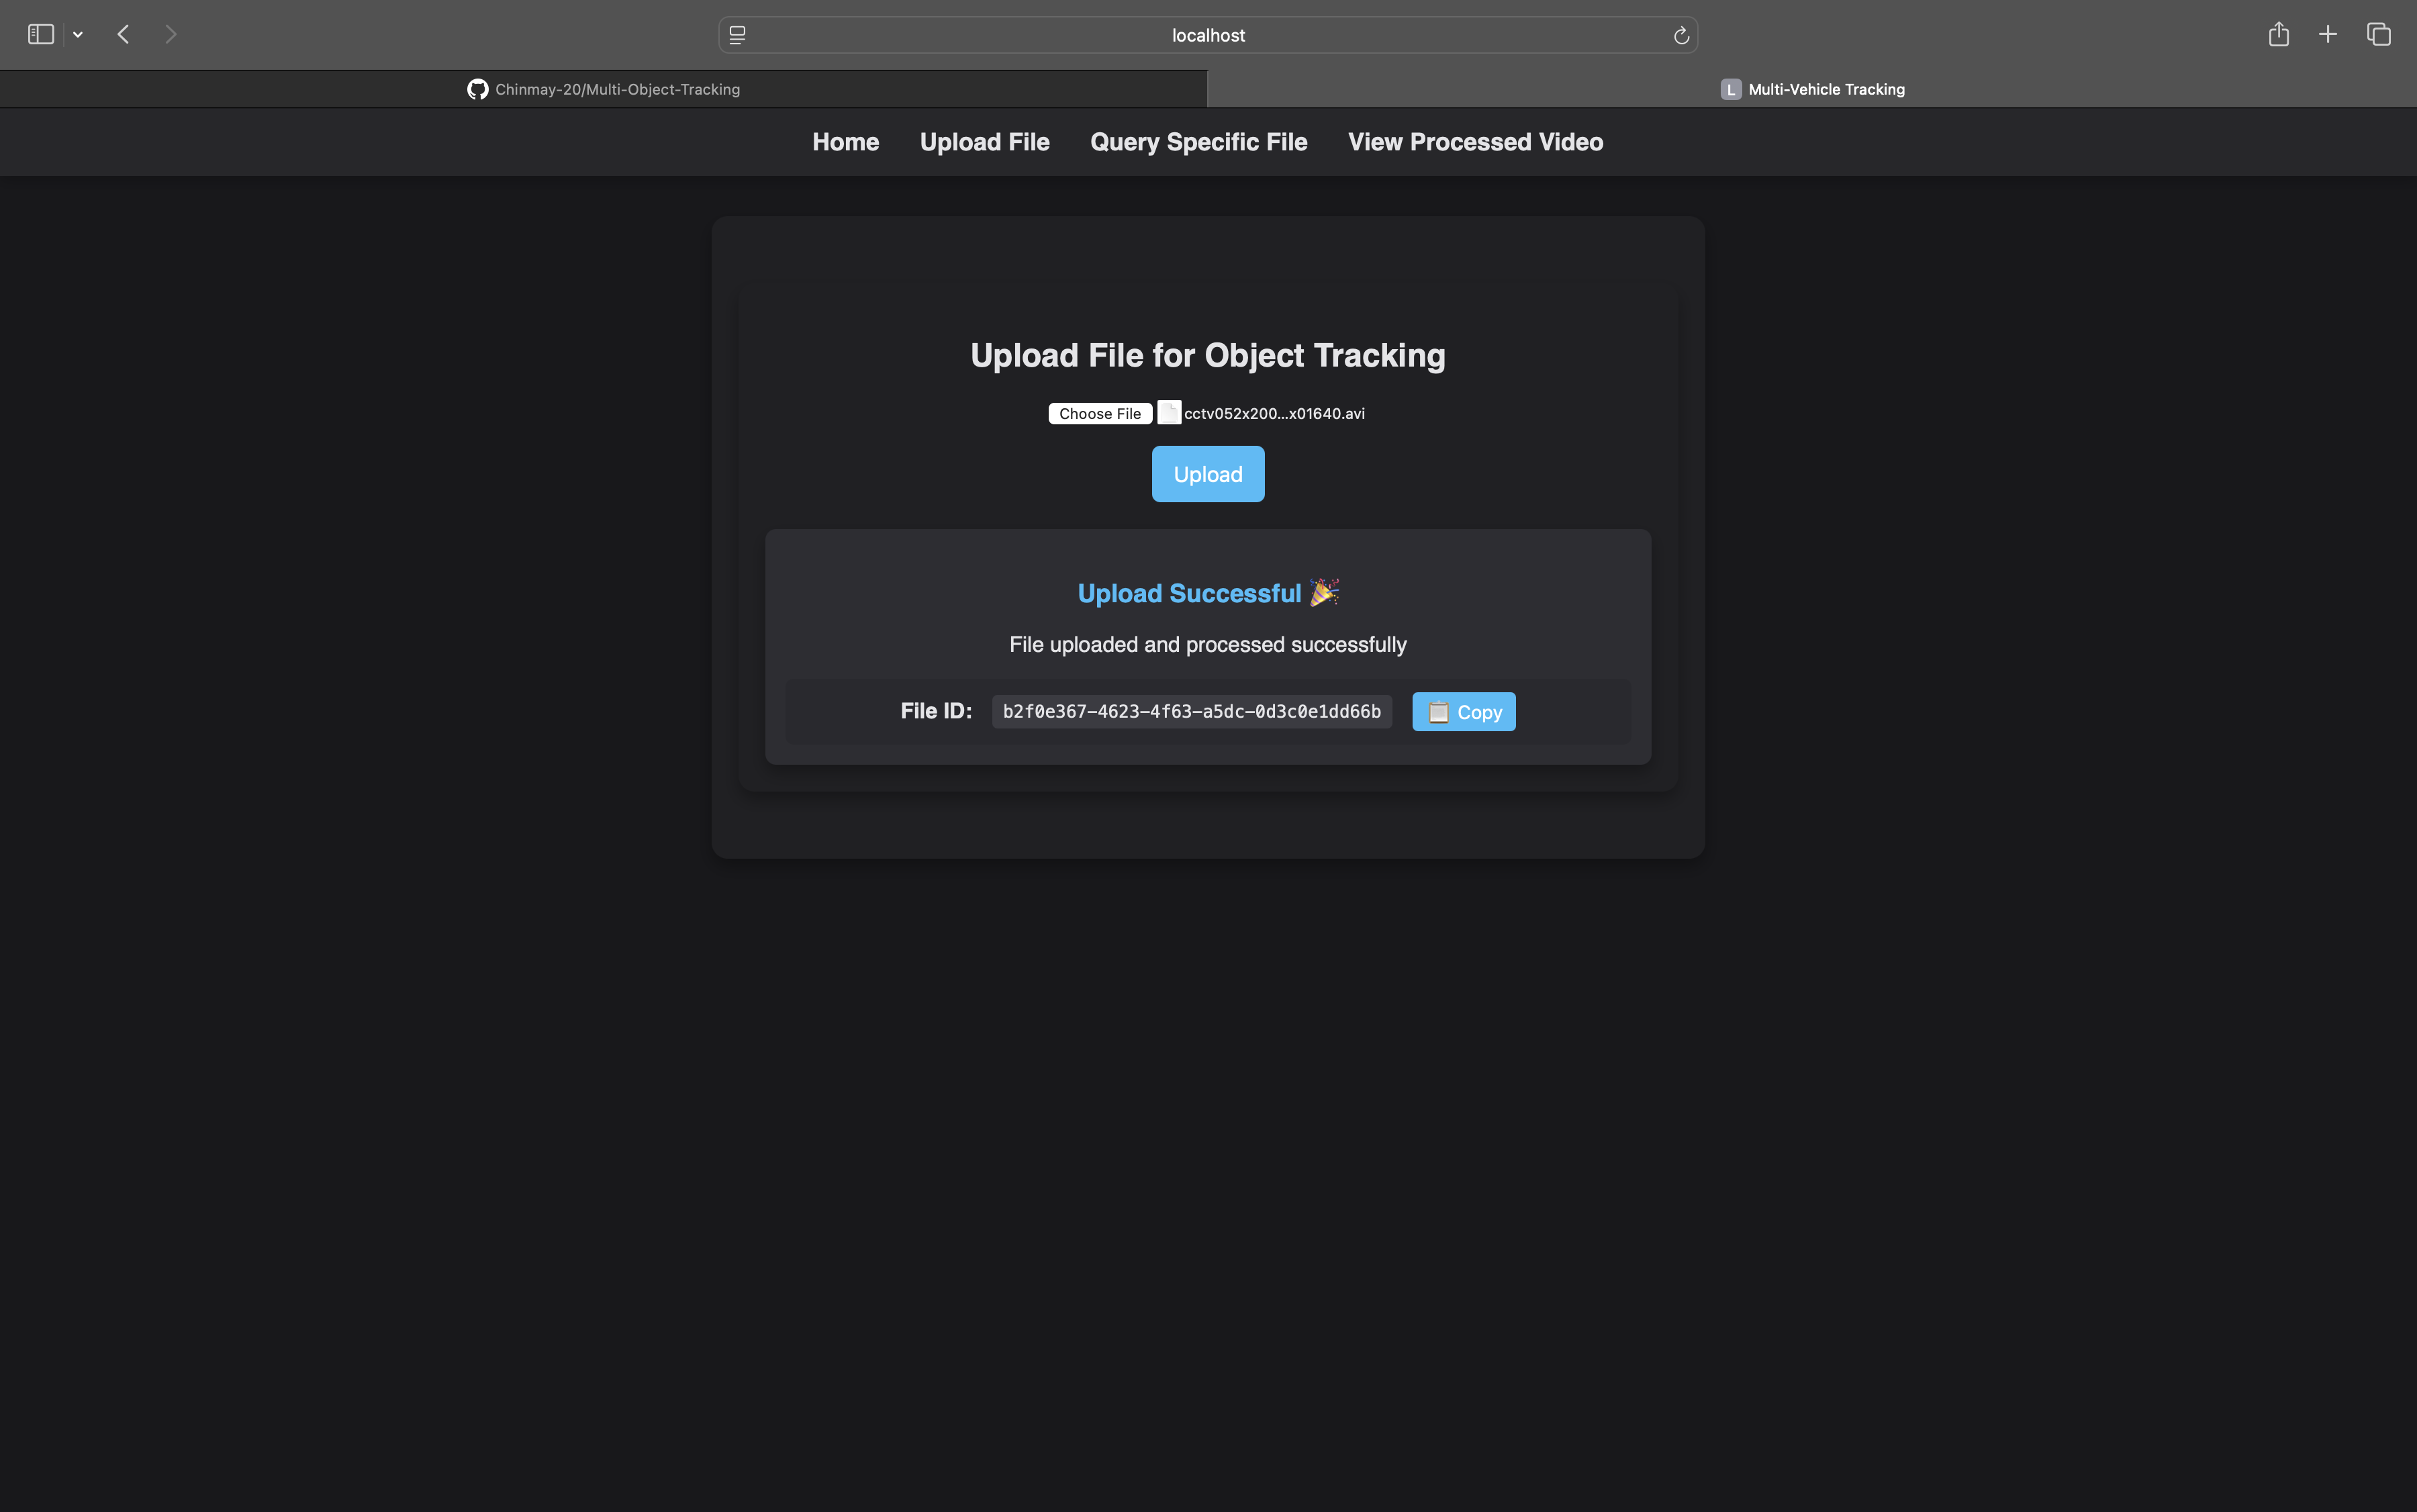 localhost
Chinmay-20/Multi-Object-Tracking
L Multi-Vehicle Tracking
Home Upload File Query Specific File View Processed Video
Upload File for Object Tracking
Choose File cctv052x200...x01640.avi
Upload
Upload Successful 🎉
File uploaded and processed successfully
File ID: b2f0e367-4623-4f63-a5dc-0d3c0e1dd66b 📋 Copy